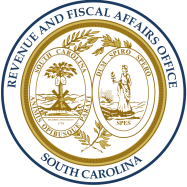 REVENUE AND FISCAL AFFAIRS OFFICE
SOUTH CAROLINA
ANIMIS OPIBUSQUE PARATI
DUM SPIRO SPERO
SPES
SOUTH CAROLINA